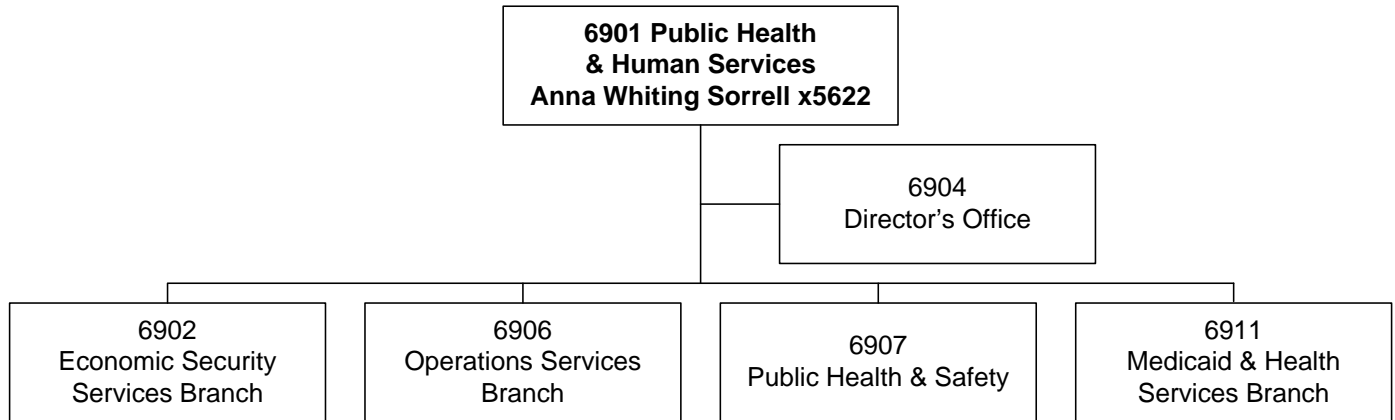 6901 Public Health
& Human Services
Anna Whiting Sorrell x5622
6904
Director’s Office
6902
Economic Security
Services Branch
6906
Operations Services
Branch
6907
Public Health & Safety
6911
Medicaid & Health
Services Branch